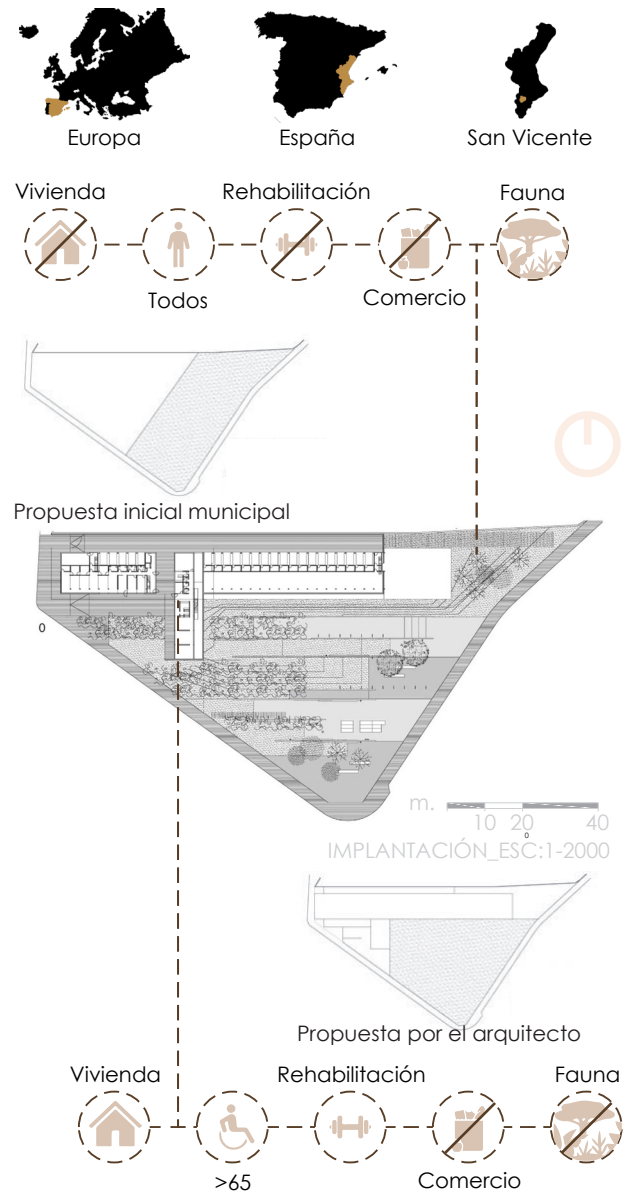 Europa
España
San Vicente
Vivienda
Rehabilitación
Fauna
Todos
Comercio
Propuesta inicial municipal
0
m.
10 20 40
0
IMPLANTACIÓN_ESC:1-2000
Propuesta por el arquitecto
Vivienda
Rehabilitación
Fauna
>65
Comercio